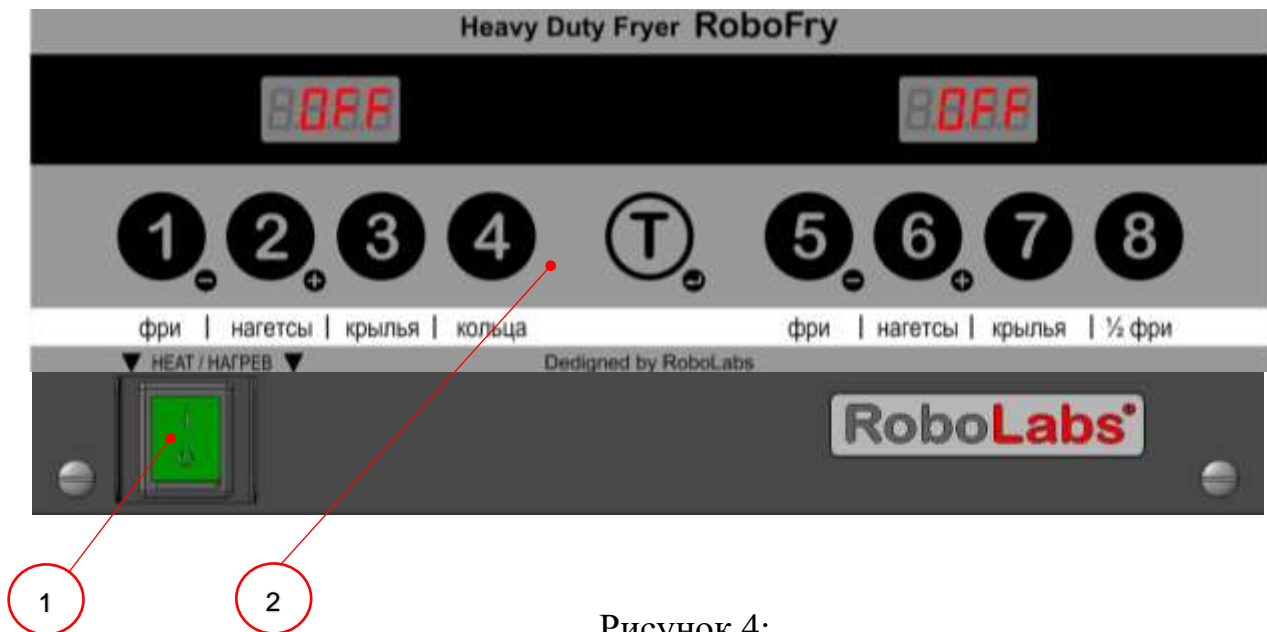 Heavy Duty Fryer RoboFry
OFF OFF
1 2 3 4 T 5 6 7 8
фри | нагетсы | крылья | кольца фри | нагетсы | крылья | ½ фри
▼ HEAT / НАГРЕВ ▼ Dedigned by RoboLabs
RoboLabs®
1 2
Рисунок 4: